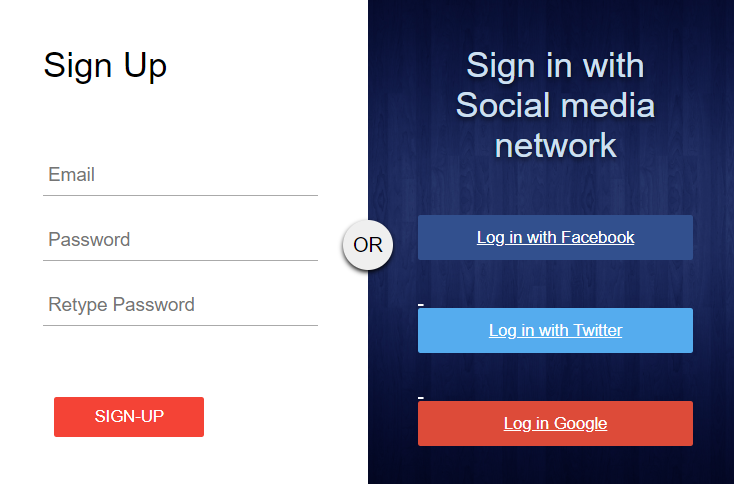 Sign Up
Email
Password
Retype Password
SIGN-UP
OR
Sign in with
Social media
network
Log in with Facebook
Log in with Twitter
Log in Google